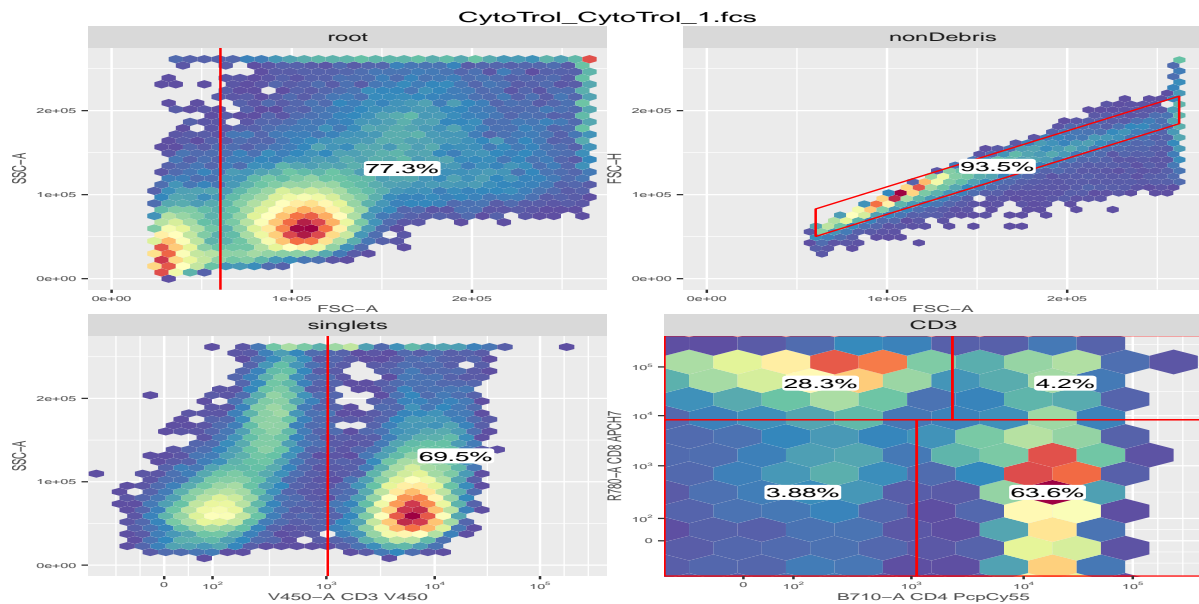 CytoTrol_CytoTrol_1.fcs
root
nonDebris
2e+05
1e+05
0e+00
SSC−A
77.3%
0e+00
1e+05
2e+05
FSC−A
2e+05
1e+05
0e+00
FSC−H
93.5%
0e+00
1e+05
2e+05
FSC−A
singlets
CD3
2e+05
1e+05
0e+00
SSC−A
69.5%
0
10²
10³
10⁴
10⁵
V450−A CD3 V450
10⁵
10⁴
10³
10²
0
R780−A CD8 APCH7
28.3%
4.2%
3.88%
63.6%
0
10²
10³
10⁴
10⁵
B710−A CD4 PcpCy55